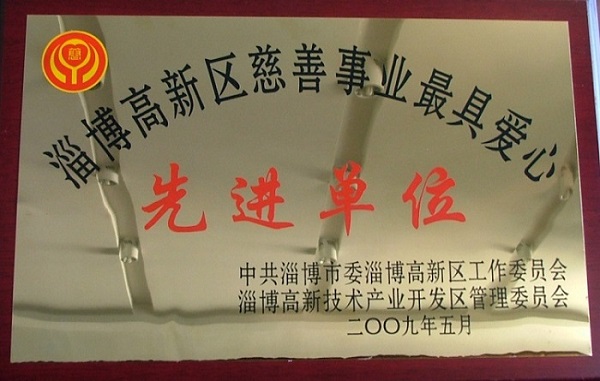 淄博高新区慈善事业最具爱心
先进单位
中共淄博市委淄博高新区工作委员会
淄博高新技术产业开发区管理委员会
二〇〇九年五月